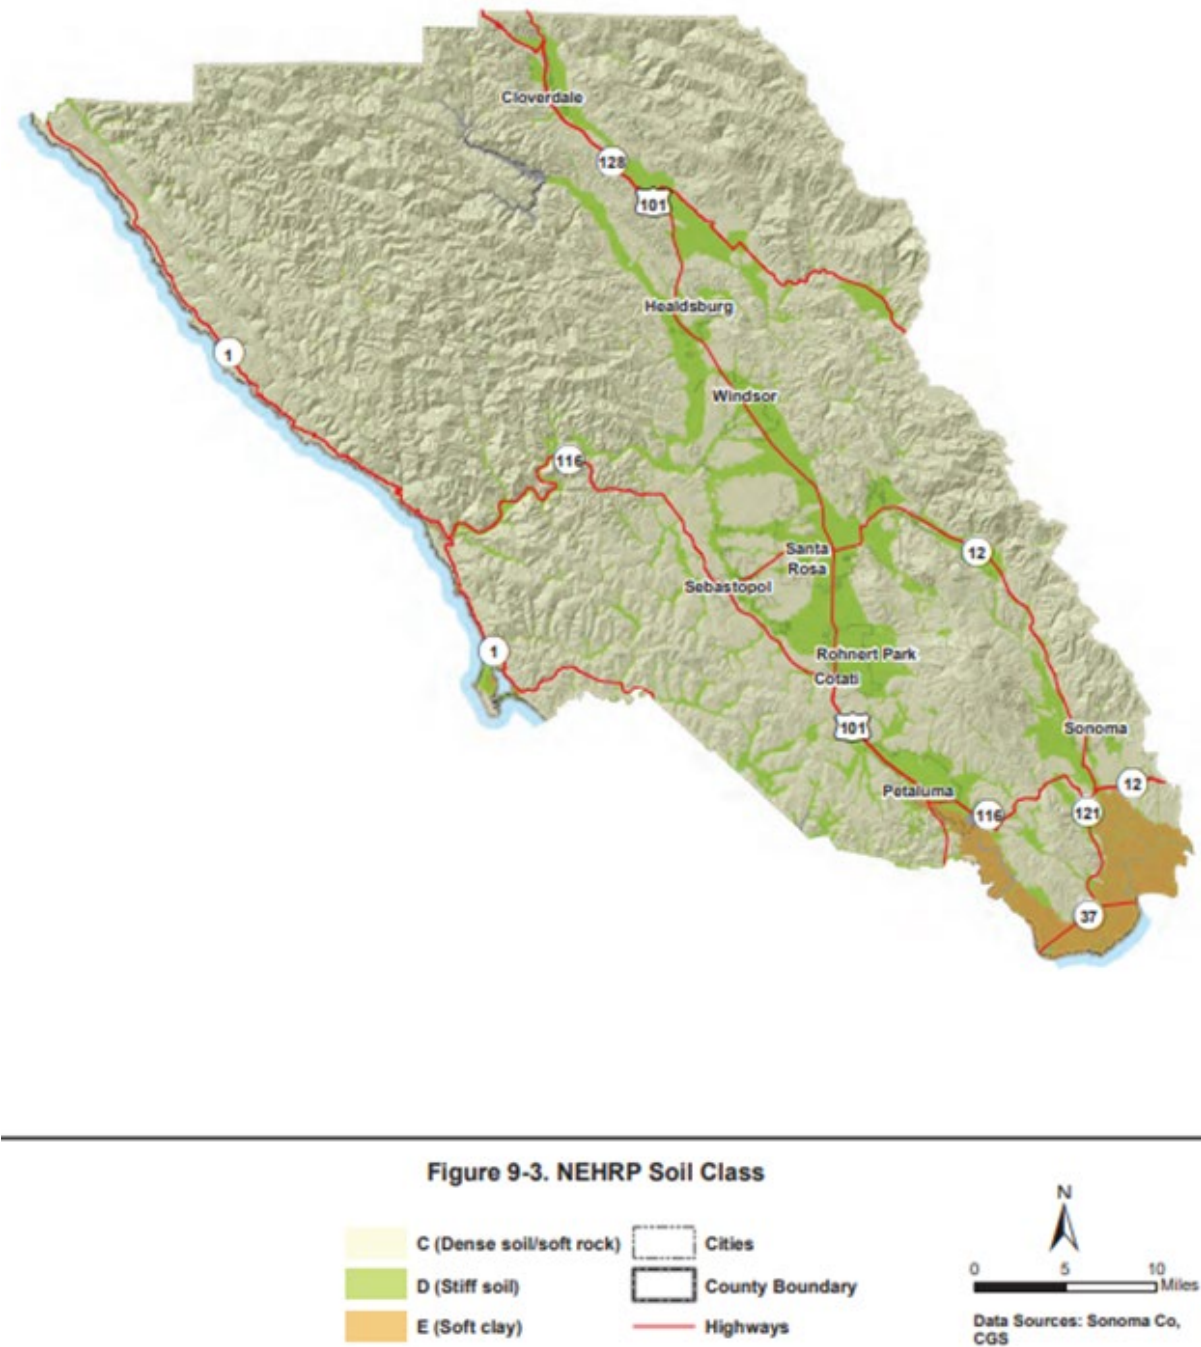 Cloverdale
128
101
Healdsburg
1
Windsor
116
12
Santa
Rosa
Sebastopol
1
Rohnert Park
Cotati
101
Sonoma
12
Petaluma
116
121
37
Figure 9-3. NEHRP Soil Class
C (Dense soil/soft rock)
Cities
D (Stiff soil)
County Boundary
E (Soft clay)
Highways
N
0 5 10
Miles
Data Sources: Sonoma Co,
CGS